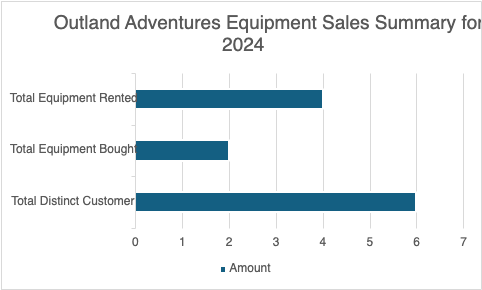 Outland Adventures Equipment Sales Summary for
2024
Total Equipment Rented
Total Equipment Bought
Total Distinct Customer
0 1 2 3 4 5 6 7
Amount